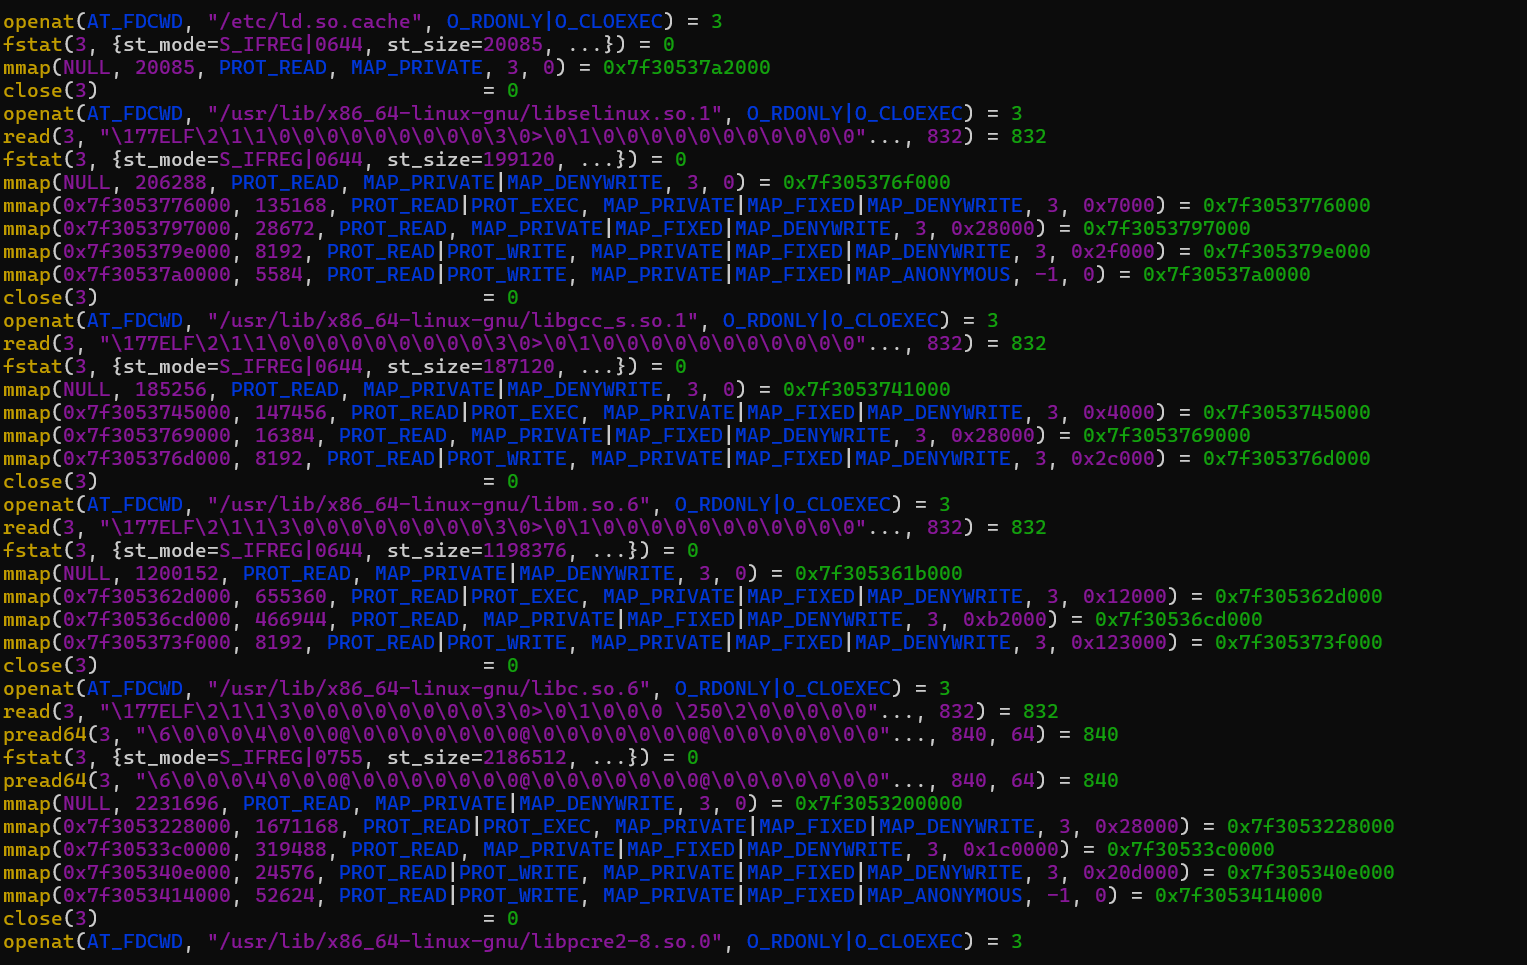 openat(AT_FDCWD, "/etc/ld.so.cache", O_RDONLY|O_CLOEXEC) = 3
fstat(3, {st_mode=S_IFREG|0644, st_size=20085, ...}) = 0
mmap(NULL, 20085, PROT_READ, MAP_PRIVATE, 3, 0) = 0x7f30537a2000
close(3)                                = 0
openat(AT_FDCWD, "/usr/lib/x86_64-linux-gnu/libselinux.so.1", O_RDONLY|O_CLOEXEC) = 3
read(3, "\177ELF\2\1\1\0\0\0\0\0\0\0\0\0\3\0>\0\1\0\0\0\0\0\0\0\0\0\0\0"..., 832) = 832
fstat(3, {st_mode=S_IFREG|0644, st_size=199120, ...}) = 0
mmap(NULL, 206288, PROT_READ, MAP_PRIVATE|MAP_DENYWRITE, 3, 0) = 0x7f305376f000
mmap(0x7f3053776000, 135168, PROT_READ|PROT_EXEC, MAP_PRIVATE|MAP_FIXED|MAP_DENYWRITE, 3, 0x7000) = 0x7f3053776000
mmap(0x7f3053797000, 28672, PROT_READ, MAP_PRIVATE|MAP_FIXED|MAP_DENYWRITE, 3, 0x28000) = 0x7f3053797000
mmap(0x7f305379e000, 8192, PROT_READ|PROT_WRITE, MAP_PRIVATE|MAP_FIXED|MAP_DENYWRITE, 3, 0x2f000) = 0x7f305379e000
mmap(0x7f30537a0000, 5584, PROT_READ|PROT_WRITE, MAP_PRIVATE|MAP_FIXED|MAP_ANONYMOUS, -1, 0) = 0x7f30537a0000
close(3)                                = 0
openat(AT_FDCWD, "/usr/lib/x86_64-linux-gnu/libgcc_s.so.1", O_RDONLY|O_CLOEXEC) = 3
read(3, "\177ELF\2\1\1\0\0\0\0\0\0\0\0\0\3\0>\0\1\0\0\0\0\0\0\0\0\0\0\0"..., 832) = 832
fstat(3, {st_mode=S_IFREG|0644, st_size=187120, ...}) = 0
mmap(NULL, 185256, PROT_READ, MAP_PRIVATE|MAP_DENYWRITE, 3, 0) = 0x7f3053741000
mmap(0x7f3053745000, 147456, PROT_READ|PROT_EXEC, MAP_PRIVATE|MAP_FIXED|MAP_DENYWRITE, 3, 0x4000) = 0x7f3053745000
mmap(0x7f3053769000, 16384, PROT_READ, MAP_PRIVATE|MAP_FIXED|MAP_DENYWRITE, 3, 0x28000) = 0x7f3053769000
mmap(0x7f305376d000, 8192, PROT_READ|PROT_WRITE, MAP_PRIVATE|MAP_FIXED|MAP_DENYWRITE, 3, 0x2c000) = 0x7f305376d000
close(3)                                = 0
openat(AT_FDCWD, "/usr/lib/x86_64-linux-gnu/libm.so.6", O_RDONLY|O_CLOEXEC) = 3
read(3, "\177ELF\2\1\1\3\0\0\0\0\0\0\0\0\3\0>\0\1\0\0\0\0\0\0\0\0\0\0\0"..., 832) = 832
fstat(3, {st_mode=S_IFREG|0644, st_size=1198376, ...}) = 0
mmap(NULL, 1200152, PROT_READ, MAP_PRIVATE|MAP_DENYWRITE, 3, 0) = 0x7f305361b000
mmap(0x7f305362d000, 655360, PROT_READ|PROT_EXEC, MAP_PRIVATE|MAP_FIXED|MAP_DENYWRITE, 3, 0x12000) = 0x7f305362d000
mmap(0x7f30536cd000, 466944, PROT_READ, MAP_PRIVATE|MAP_FIXED|MAP_DENYWRITE, 3, 0xb2000) = 0x7f30536cd000
mmap(0x7f305373f000, 8192, PROT_READ|PROT_WRITE, MAP_PRIVATE|MAP_FIXED|MAP_DENYWRITE, 3, 0x123000) = 0x7f305373f000
close(3)                                = 0
openat(AT_FDCWD, "/usr/lib/x86_64-linux-gnu/libc.so.6", O_RDONLY|O_CLOEXEC) = 3
read(3, "\177ELF\2\1\1\3\0\0\0\0\0\0\0\0\3\0>\0\1\0\0\0 \250\2\0\0\0\0\0"..., 832) = 832
pread64(3, "\6\0\0\0\4\0\0\0@\0\0\0\0\0\0\0@\0\0\0\0\0\0\0@\0\0\0\0\0\0\0"..., 840, 64) = 840
fstat(3, {st_mode=S_IFREG|0755, st_size=2186512, ...}) = 0
pread64(3, "\6\0\0\0\4\0\0\0@\0\0\0\0\0\0\0@\0\0\0\0\0\0\0@\0\0\0\0\0\0\0"..., 840, 64) = 840
mmap(NULL, 2231696, PROT_READ, MAP_PRIVATE|MAP_DENYWRITE, 3, 0) = 0x7f3053200000
mmap(0x7f3053228000, 1671168, PROT_READ|PROT_EXEC, MAP_PRIVATE|MAP_FIXED|MAP_DENYWRITE, 3, 0x28000) = 0x7f3053228000
mmap(0x7f30533c0000, 319488, PROT_READ, MAP_PRIVATE|MAP_FIXED|MAP_DENYWRITE, 3, 0x1c0000) = 0x7f30533c0000
mmap(0x7f305340e000, 24576, PROT_READ|PROT_WRITE, MAP_PRIVATE|MAP_FIXED|MAP_DENYWRITE, 3, 0x20d000) = 0x7f305340e000
mmap(0x7f3053414000, 52624, PROT_READ|PROT_WRITE, MAP_PRIVATE|MAP_FIXED|MAP_ANONYMOUS, -1, 0) = 0x7f3053414000
close(3)                                = 0
openat(AT_FDCWD, "/usr/lib/x86_64-linux-gnu/libpcre2-8.so.0", O_RDONLY|O_CLOEXEC) = 3